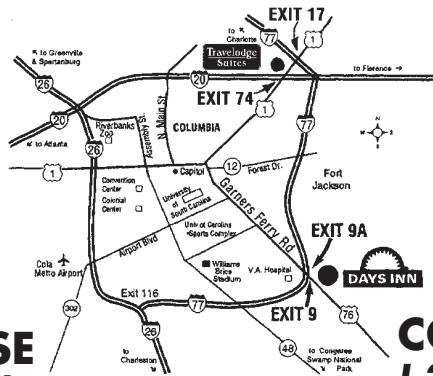 EXIT 17
to
Charlotte
77
1
Travelodge
Suites
to Greenville
& Spartanburg
26
20
to Florence
EXIT 74
1
N. Main St
Assembly St.
COLUMBIA
77
20
to Atlanta
26
Riverbanks
Zoo
N
W
E
S
1
Capitol
12
Forest Dr.
Fort
Jackson
Convention
Center
Colonial
Center
University
of
South Carolina
Garners Ferry Rd
Univ of Carolina
Sports Complex
Airport Blvd
EXIT 9A
Cola
Metro Airport
Williams
Brice
Stadium
V.A. Hospital
DAYS INN
Exit 116
302
77
EXIT 9
26
76
48
to
Charleston
to Congaree
Swamp National
Park
SE
CO